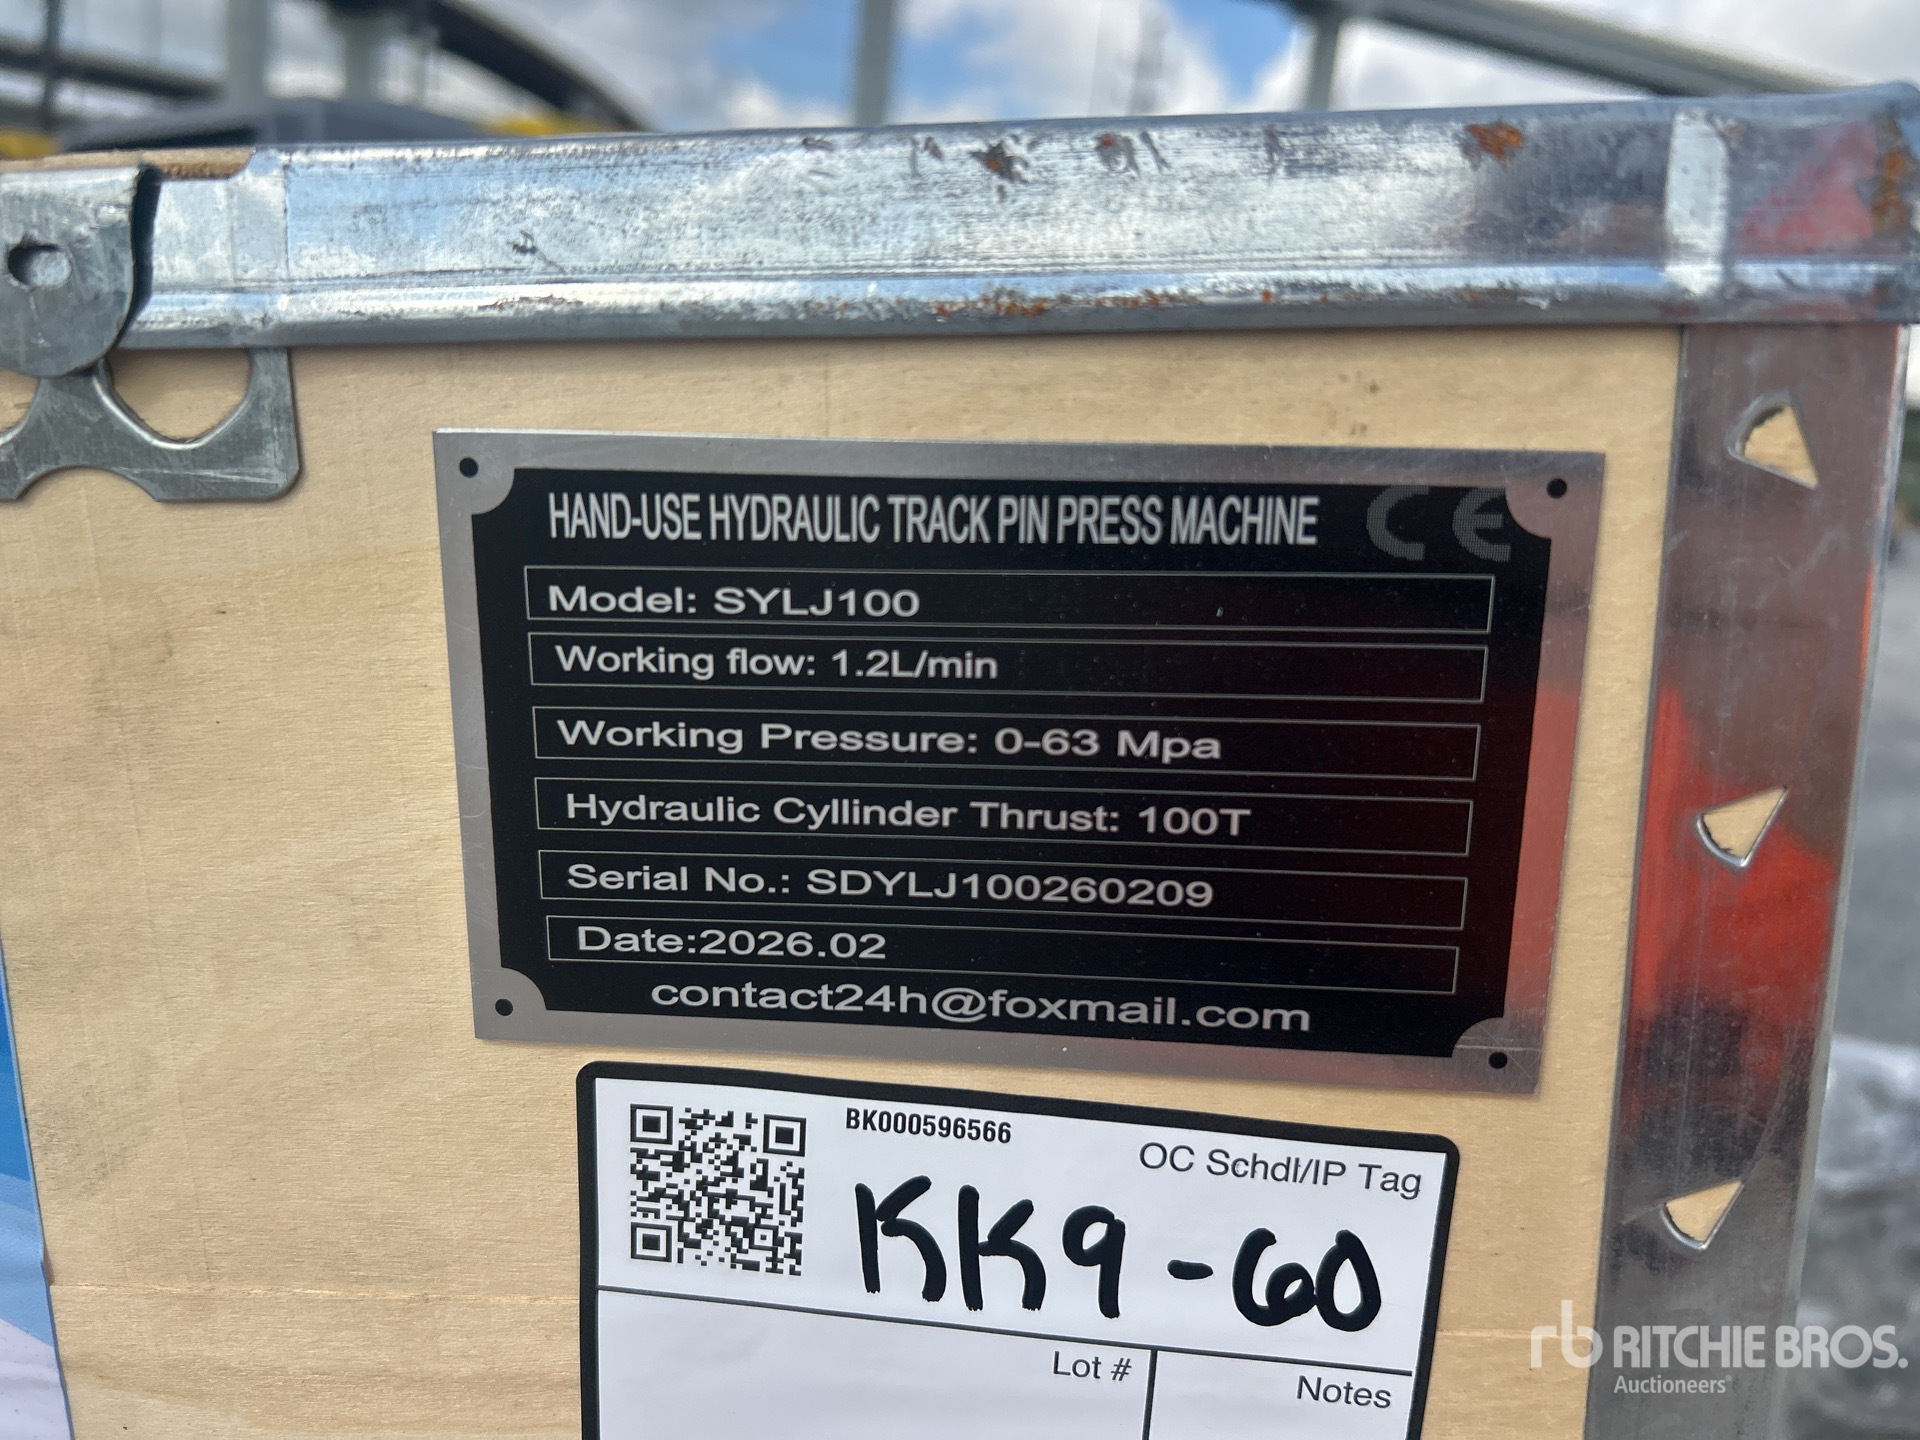 HAND-USE HYDRAULIC TRACK PIN PRESS MACHINE CE
Model: SYLJ100
Working flow: 1.2L/min
Working Pressure: 0-63 Mpa
Hydraulic Cyllinder Thrust: 100T
Serial No.: SDYLJ100260209
Date:2026.02
contact24h@foxmail.com
BK000596566
OC Schdl/IP Tag
KK9-60
Lot #
Notes
rb RITCHIE BROS.
Auctioneers